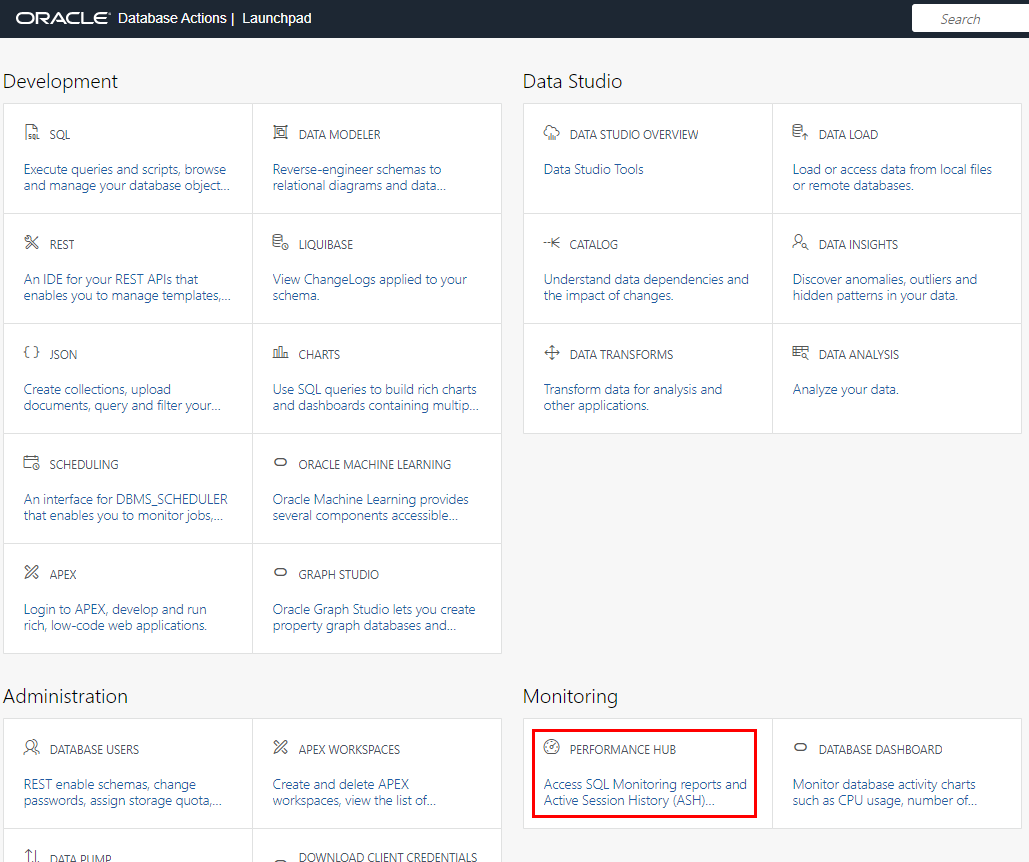 ORACLE Database Actions | Launchpad
Search
Development
SQL
Execute queries and scripts, browse
and manage your database object...
DATA MODELER
Reverse-engineer schemas to
relational diagrams and data...
REST
An IDE for your REST APIs that
enables you to manage templates,...
LIQUIBASE
View ChangeLogs applied to your
schema.
JSON
Create collections, upload
documents, query and filter your...
CHARTS
Use SQL queries to build rich charts
and dashboards containing multip...
SCHEDULING
An interface for DBMS_SCHEDULER
that enables you to monitor jobs,...
ORACLE MACHINE LEARNING
Oracle Machine Learning provides
several components accessible...
APEX
Login to APEX, develop and run
rich, low-code web applications.
GRAPH STUDIO
Oracle Graph Studio lets you create
property graph databases and...
Data Studio
DATA STUDIO OVERVIEW
Data Studio Tools
DATA LOAD
Load or access data from local files
or remote databases.
CATALOG
Understand data dependencies and
the impact of changes.
DATA INSIGHTS
Discover anomalies, outliers and
hidden patterns in your data.
DATA TRANSFORMS
Transform data for analysis and
other applications.
DATA ANALYSIS
Analyze your data.
Administration
DATABASE USERS
REST enable schemas, change
passwords, assign storage quota,...
APEX WORKSPACES
Create and delete APEX
workspaces, view the list of...
DATA PUMP
DOWNLOAD CLIENT CREDENTIALS
Monitoring
PERFORMANCE HUB
Access SQL Monitoring reports and
Active Session History (ASH)...
DATABASE DASHBOARD
Monitor database activity charts
such as CPU usage, number of...